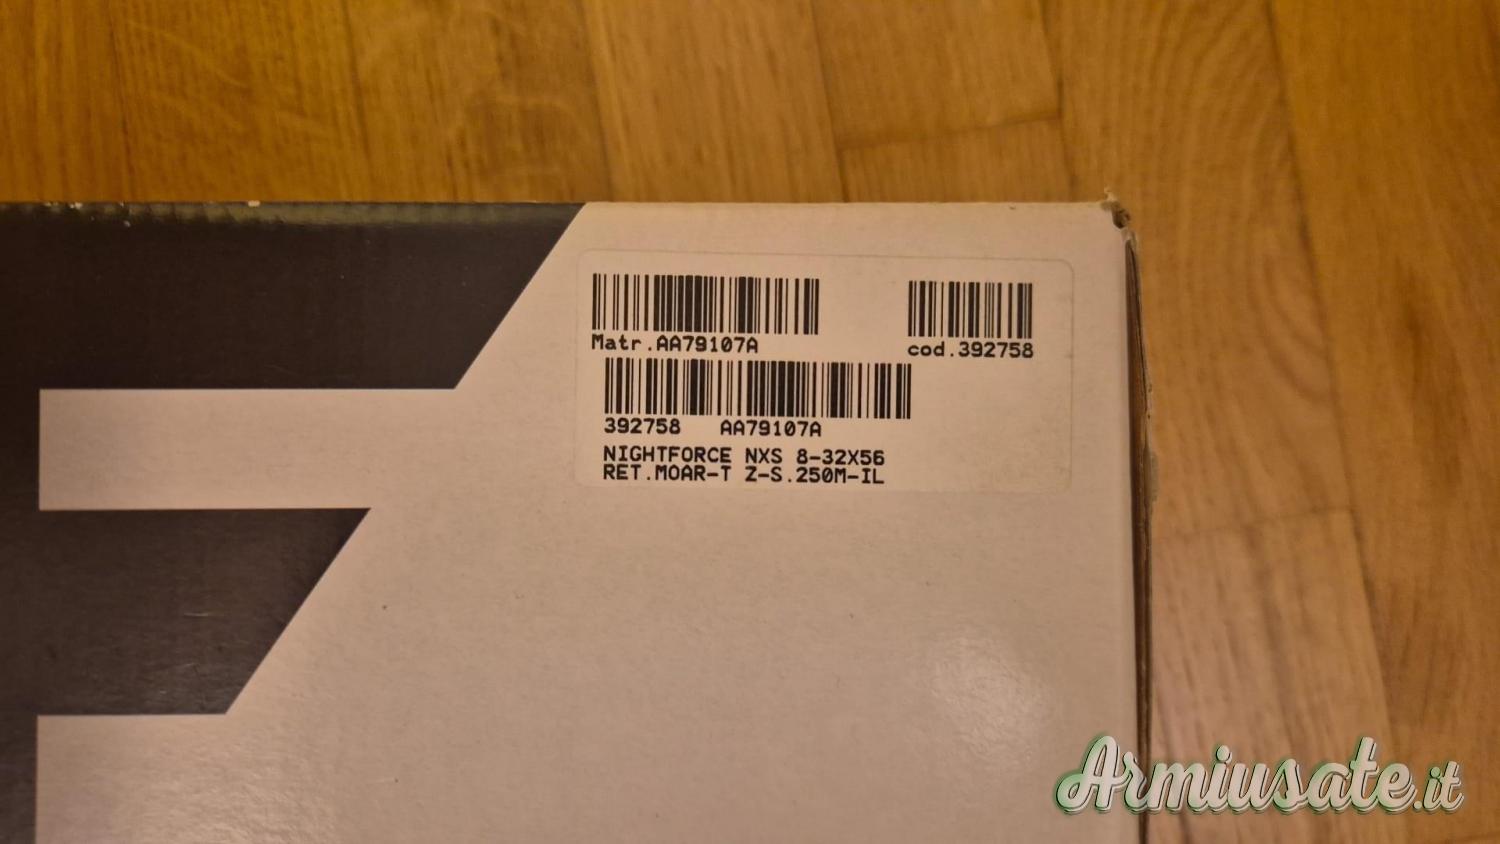 Matr.AA79107A
cod.392758
392758 AA79107A
NIGHTFORCE NXS 8-32X56
RET.MOAR-T Z-S.250M-IL
Armiusate.it